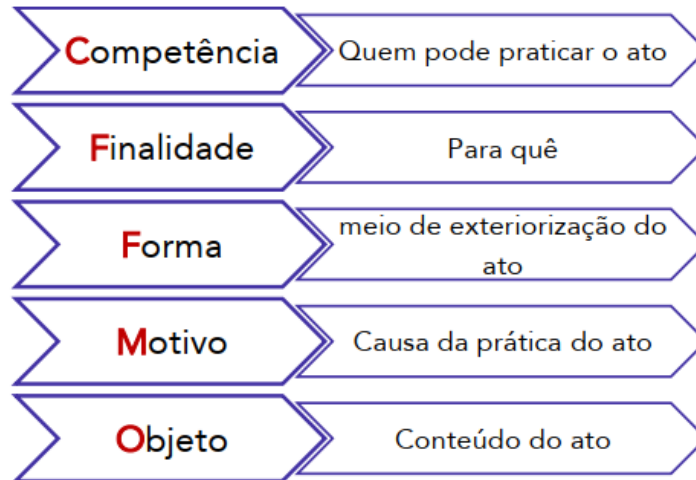 Competência
Quem pode praticar o ato
Finalidade
Para quê
Forma
meio de exteriorização do
ato
Motivo
Causa da prática do ato
Objeto
Conteúdo do ato